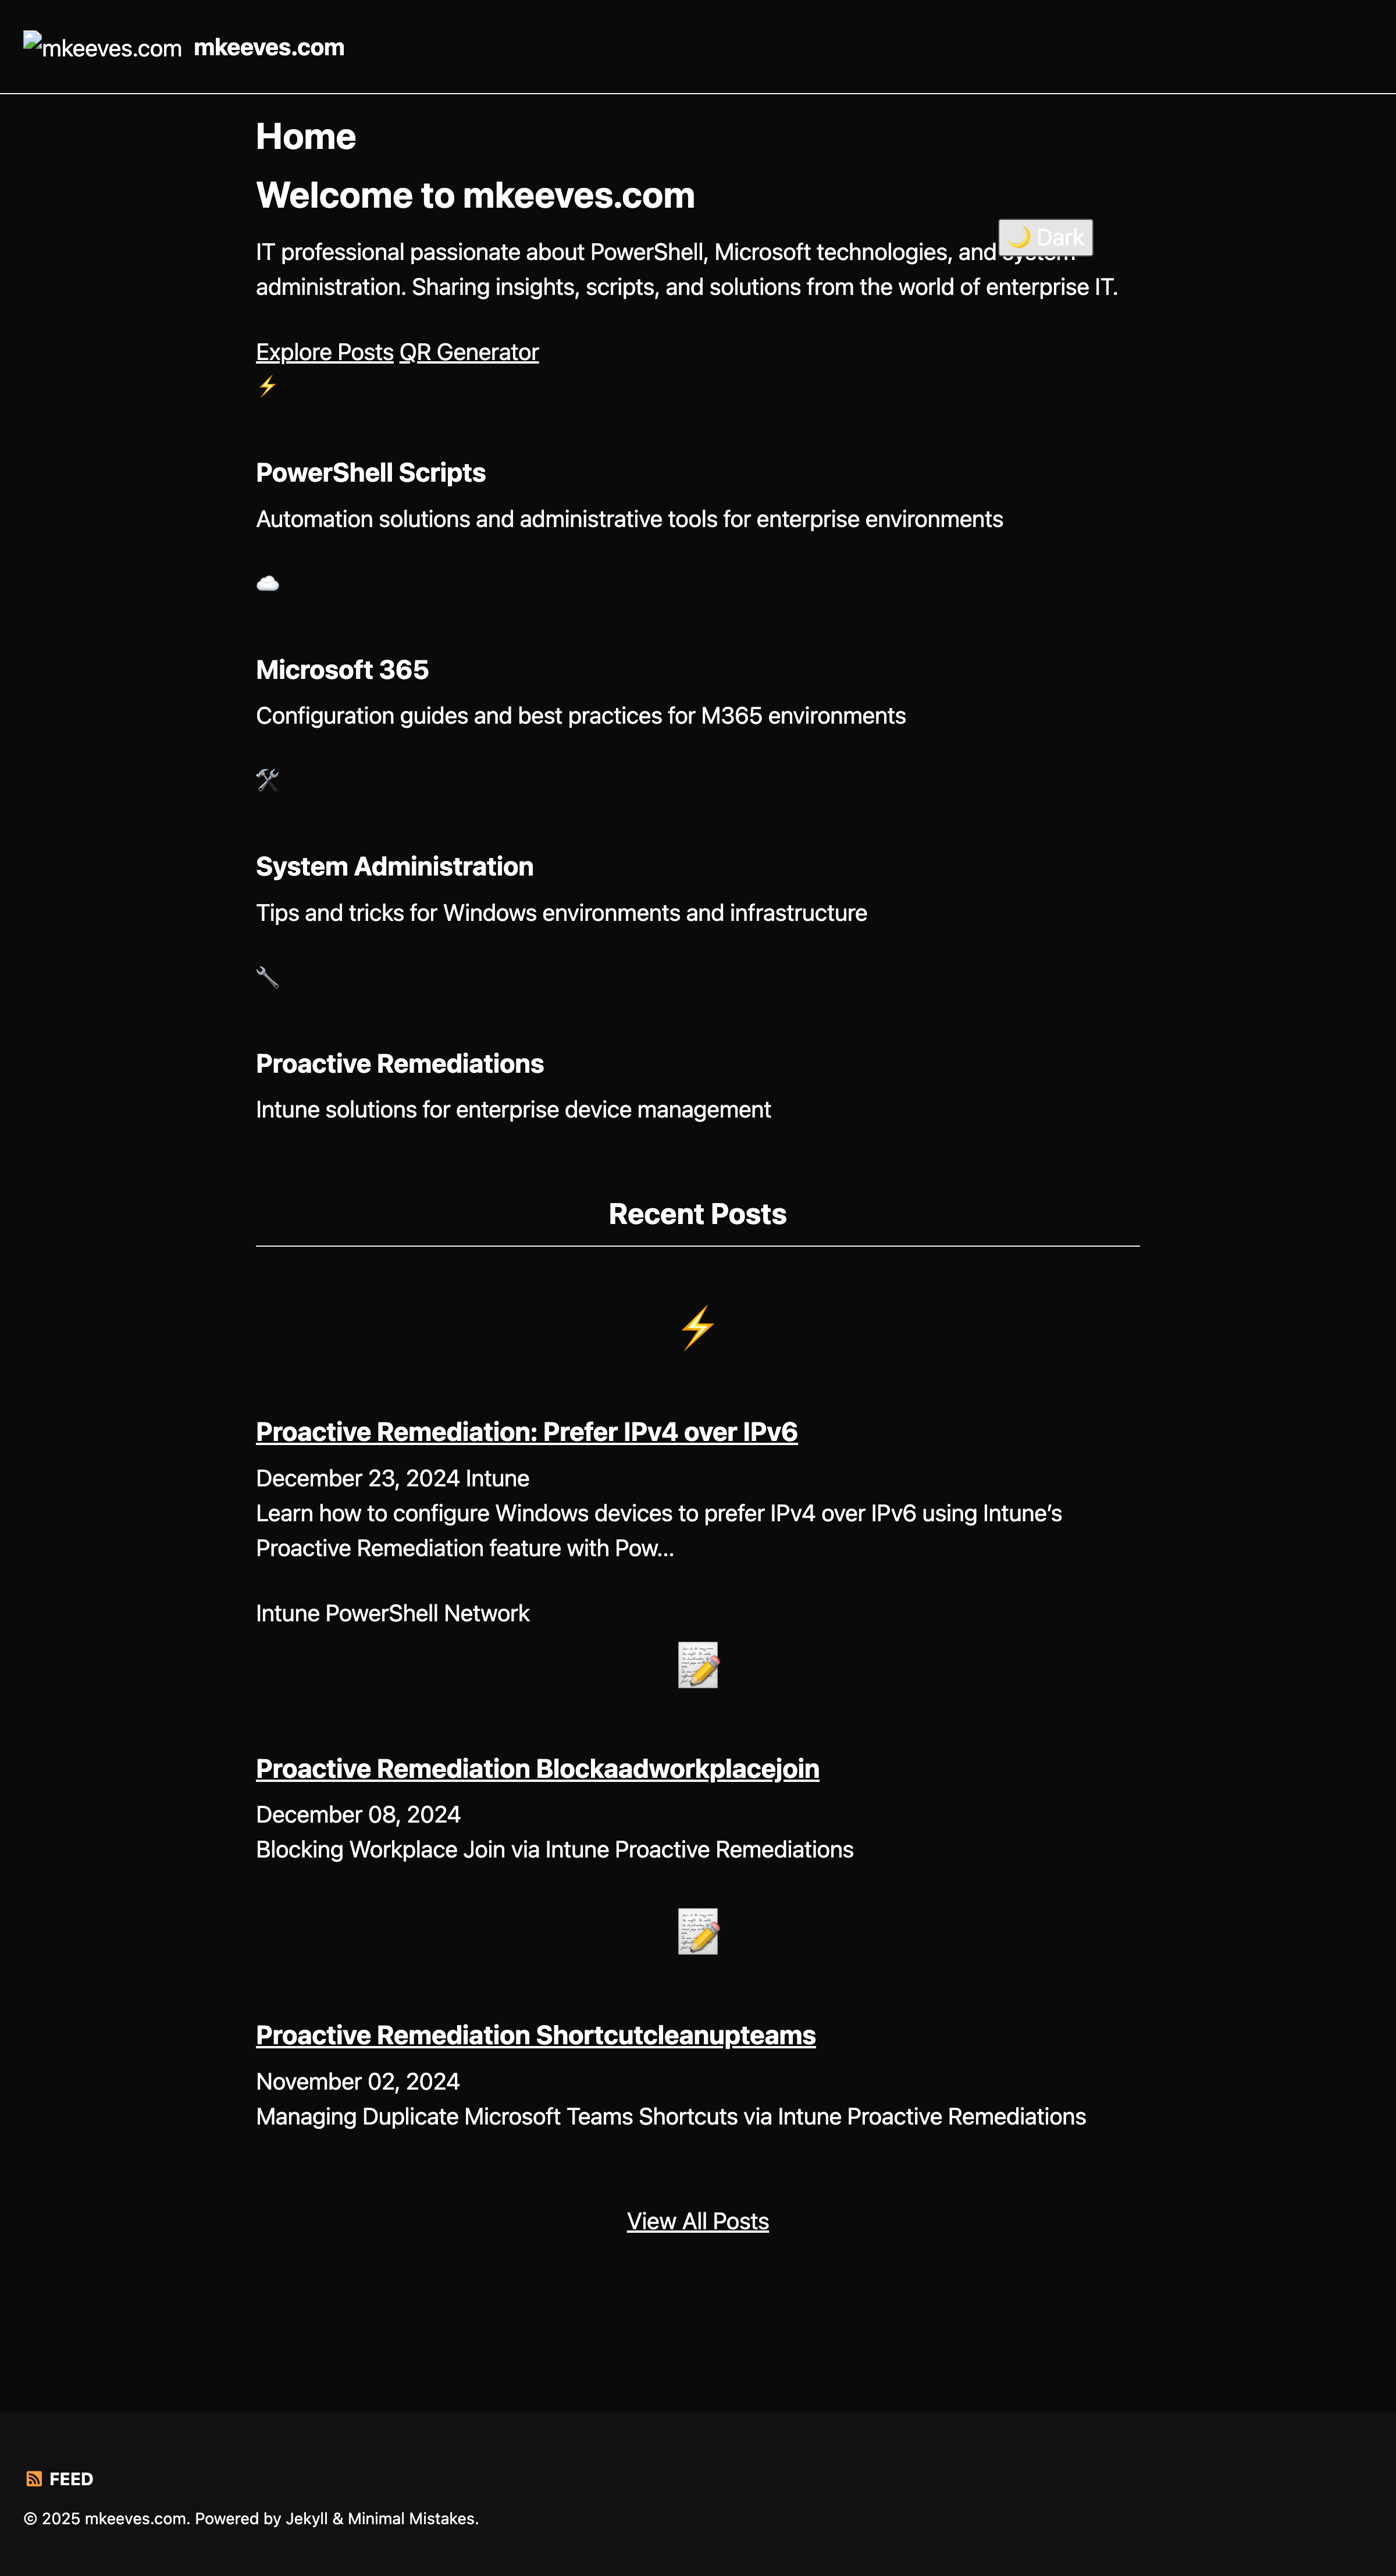 mkeeves.com mkeeves.com
Home
Welcome to mkeeves.com
🌙 Dark
IT professional passionate about PowerShell, Microsoft technologies, and system
administration. Sharing insights, scripts, and solutions from the world of enterprise IT.
Explore Posts QR Generator
⚡
PowerShell Scripts
Automation solutions and administrative tools for enterprise environments
☁️
Microsoft 365
Configuration guides and best practices for M365 environments
🛠️
System Administration
Tips and tricks for Windows environments and infrastructure
🔧
Proactive Remediations
Intune solutions for enterprise device management
Recent Posts
⚡
Proactive Remediation: Prefer IPv4 over IPv6
December 23, 2024 Intune
Learn how to configure Windows devices to prefer IPv4 over IPv6 using Intune’s
Proactive Remediation feature with Pow...
Intune PowerShell Network
📝
Proactive Remediation Blockaadworkplacejoin
December 08, 2024
Blocking Workplace Join via Intune Proactive Remediations
📝
Proactive Remediation Shortcutcleanupteams
November 02, 2024
Managing Duplicate Microsoft Teams Shortcuts via Intune Proactive Remediations
View All Posts
FEED
© 2025 mkeeves.com. Powered by Jekyll & Minimal Mistakes.